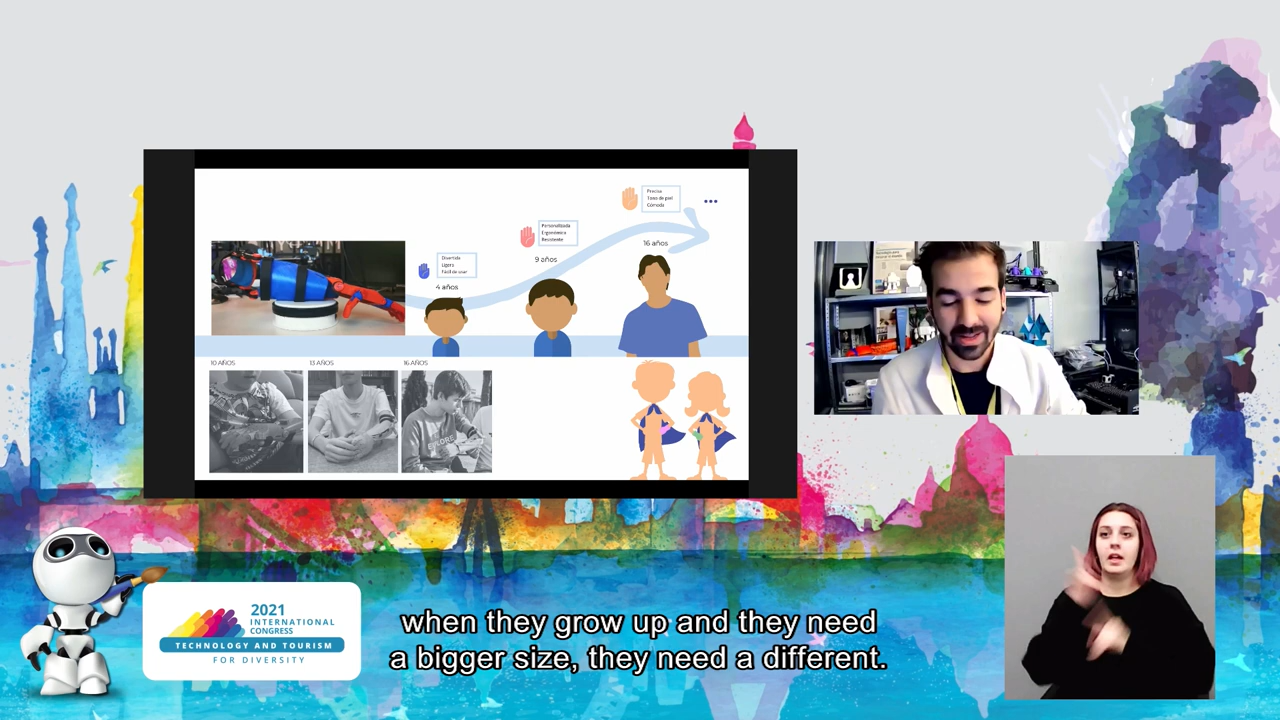 Precisa
Tono de piel
Cómoda
Personalizada
Ergonómica
Resistente
16 años
9 años
Divertida
Ligera
Fácil de usar
4 años
10 AÑOS
13 AÑOS
16 AÑOS
EXPLORE
2021
INTERNATIONAL
CONGRESS
TECHNOLOGY AND TOURISM
FOR DIVERSITY
when they grow up and they need
a bigger size, they need a different.